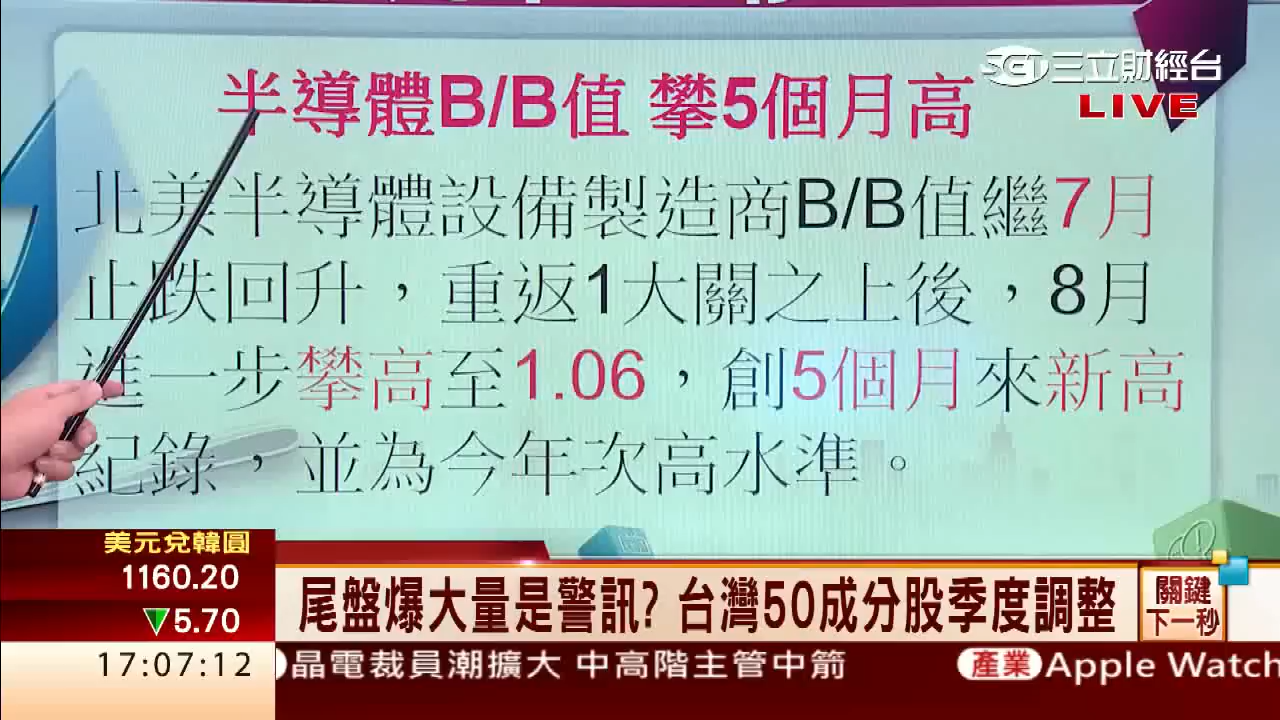 三立財經台
LIVE
半導體B/B值 攀5個月高
北美半導體設備製造商B/B值繼7月
止跌回升，重返1大關之上後，8月
進一步攀高至1.06，創5個月來新高
紀錄，並為今年次高水準。
美元兌韓圓
1160.20
▼5.70
尾盤爆大量是警訊? 台灣50成分股季度調整
關鍵
下一秒
17:07:12
晶電裁員潮擴大 中高階主管中箭
產業 Apple Watch